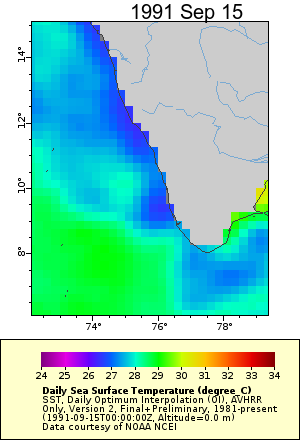 1991 Sep 15
14°
12°
10°
8°
74°
76°
78°
24 25 26 27 28 29 30 31 32 33 34
Daily Sea Surface Temperature (degree_C)
SST, Daily Optimum Interpolation (OI), AVHRR
Only, Version 2, Final+Preliminary, 1981-present
(1991-09-15T00:00:00Z, Altitude=0.0 m)
Data courtesy of NOAA NCEI